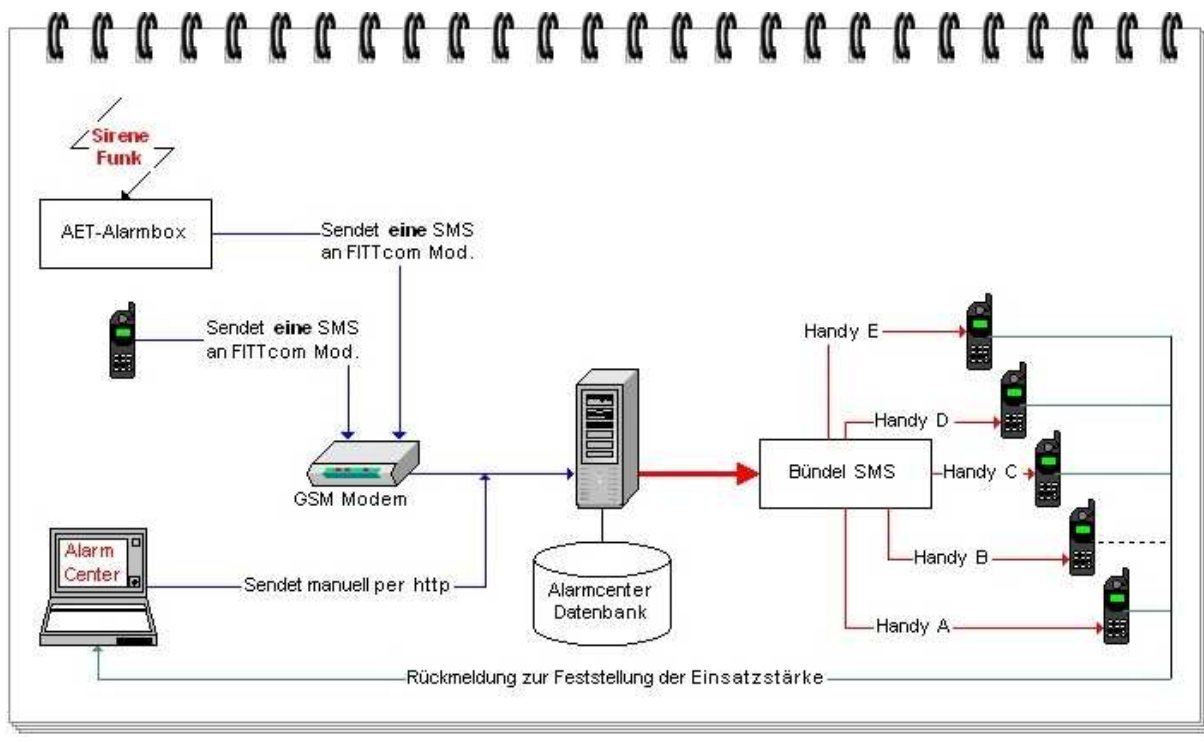 Sirene
Funk
AET-Alarmbox
Sendet eine SMS
an FITTcom Mod.
Sendet eine SMS
an FITTcom Mod.
GSM Modem
Alarm
Center
Sendet manuell per http
Alarmcenter
Datenbank
Bündel SMS
Handy E
Handy D
Handy C
Handy B
Handy A
Rückmeldung zur Feststellung der Einsatzstärke